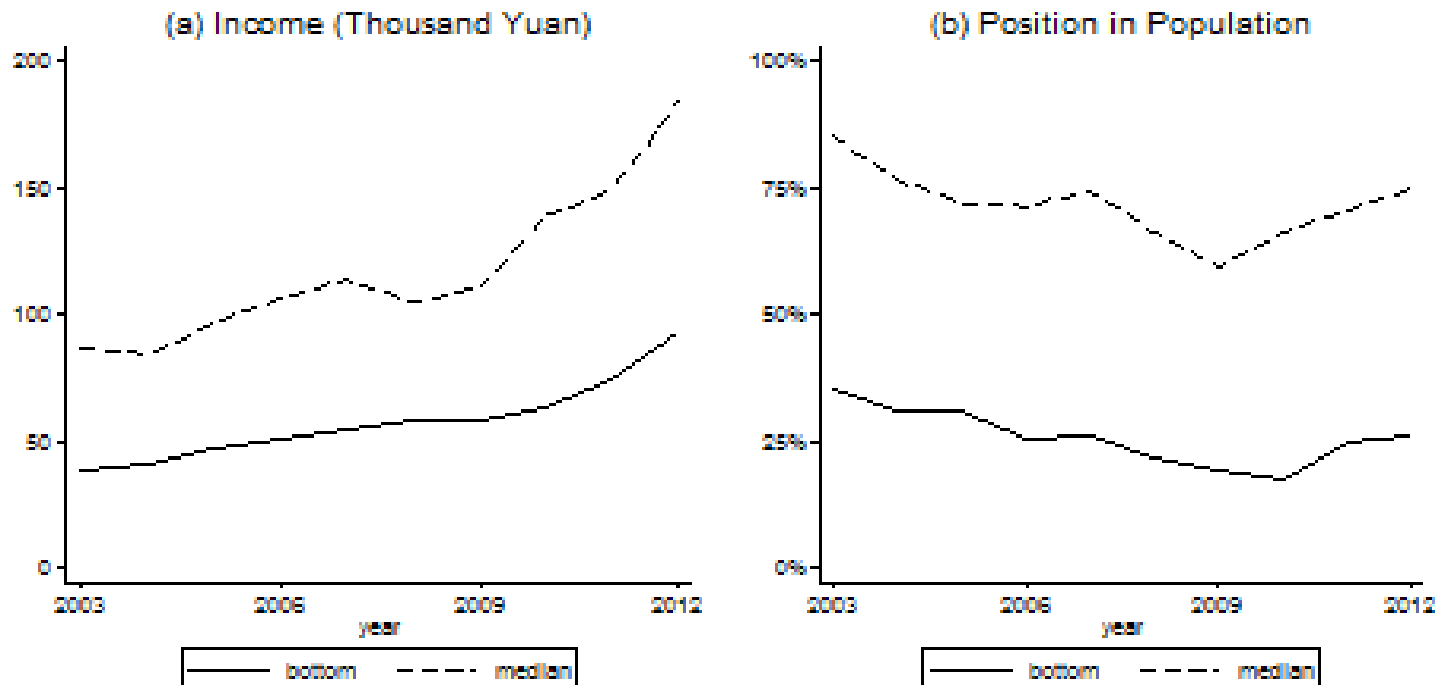 (a) Income (Thousand Yuan)
200
150
100
50
0
2003 2006 2009 2012
year
bottom median
(b) Position in Population
100%
75%
50%
25%
0%
2003 2006 2009 2012
year
bottom median